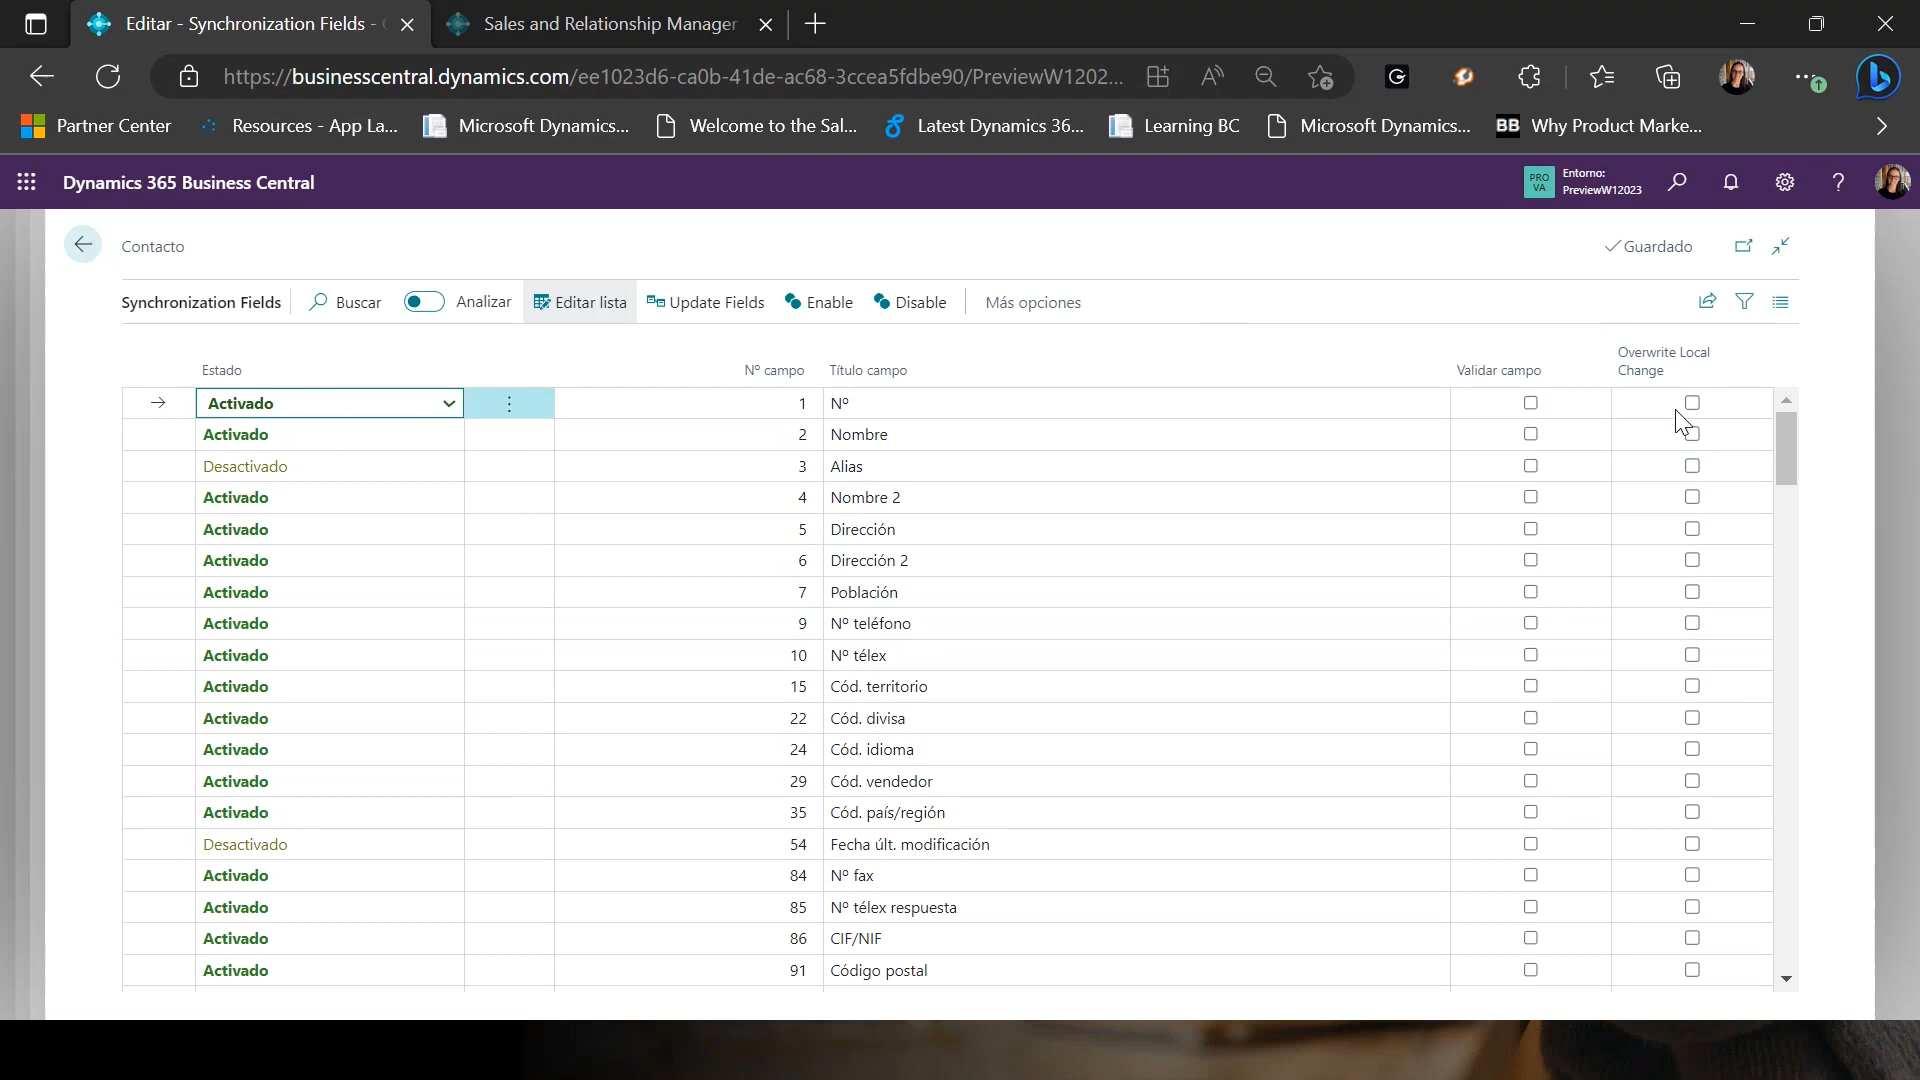 Editar - Synchronization Fields -
Sales and Relationship Manager
https://businesscentral.dynamics.com/ee1023d6-ca0b-41de-ac68-3ccea5fdbe90/PreviewW1202...
Partner Center
Resources - App La...
Microsoft Dynamics...
Welcome to the Sal...
Latest Dynamics 36...
Learning BC
Microsoft Dynamics...
BB Why Product Marke...
Dynamics 365 Business Central
PRO
VA
Entorno:
PreviewW12023
Contacto
Guardado
Synchronization Fields
Buscar
Analizar
Editar lista
Update Fields
Enable
Disable
Más opciones
Estado
Nº campo
Título campo
Validar campo
Overwrite Local
Change
Activado 1 Nº
Activado 2 Nombre
Desactivado 3 Alias
Activado 4 Nombre 2
Activado 5 Dirección
Activado 6 Dirección 2
Activado 7 Población
Activado 9 Nº teléfono
Activado 10 Nº télex
Activado 15 Cód. territorio
Activado 22 Cód. divisa
Activado 24 Cód. idioma
Activado 29 Cód. vendedor
Activado 35 Cód. país/región
Desactivado 54 Fecha últ. modificación
Activado 84 Nº fax
Activado 85 Nº télex respuesta
Activado 86 CIF/NIF
Activado 91 Código postal